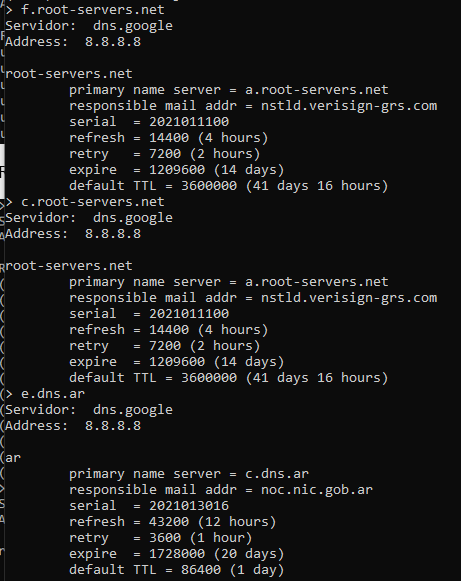 > f.root-servers.net
Servidor:  dns.google
Address:  8.8.8.8

root-servers.net
        primary name server = a.root-servers.net
        responsible mail addr = nstld.verisign-grs.com
        serial  = 2021011100
        refresh = 14400 (4 hours)
        retry   = 7200 (2 hours)
        expire  = 1209600 (14 days)
        default TTL = 3600000 (41 days 16 hours)
> c.root-servers.net
Servidor:  dns.google
Address:  8.8.8.8

root-servers.net
        primary name server = a.root-servers.net
        responsible mail addr = nstld.verisign-grs.com
        serial  = 2021011100
        refresh = 14400 (4 hours)
        retry   = 7200 (2 hours)
        expire  = 1209600 (14 days)
        default TTL = 3600000 (41 days 16 hours)
> e.dns.ar
Servidor:  dns.google
Address:  8.8.8.8

ar
        primary name server = c.dns.ar
        responsible mail addr = noc.nic.gob.ar
        serial  = 2021013016
        refresh = 43200 (12 hours)
        retry   = 3600 (1 hour)
        expire  = 1728000 (20 days)
        default TTL = 86400 (1 day)